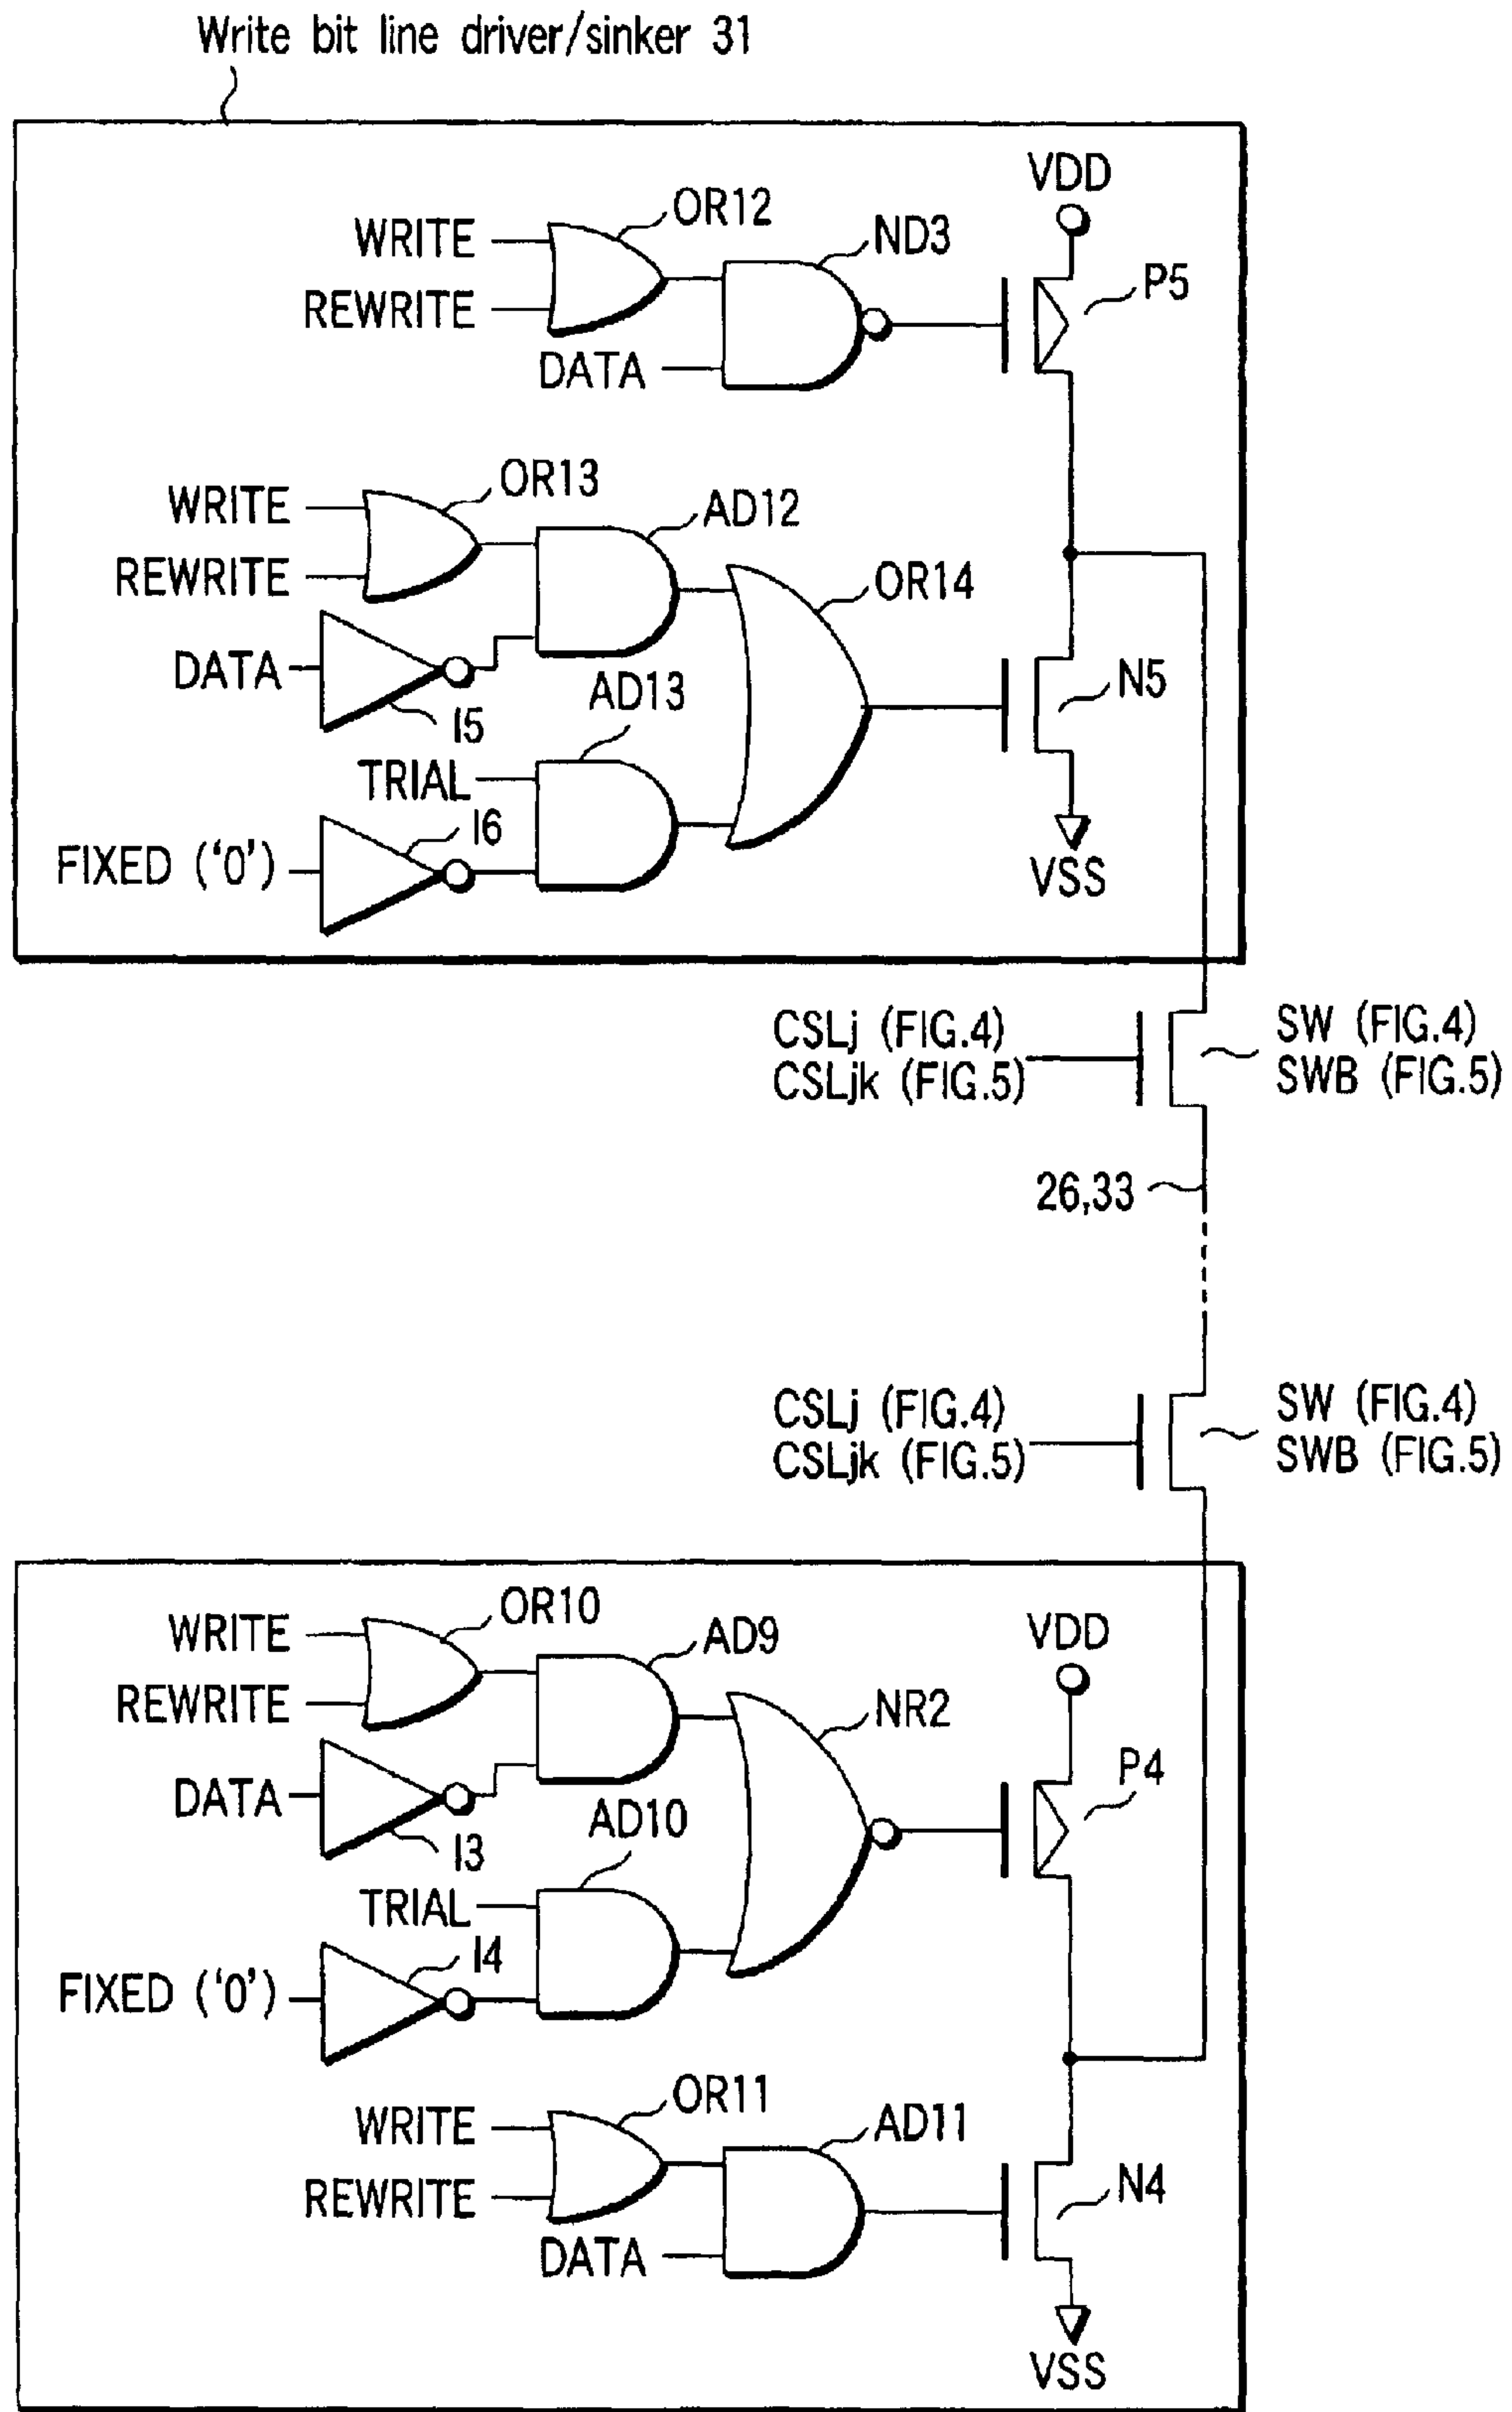 Write bit line driver/sinker 31
VDD
OR12
WRITE
ND3
P5
REWRITE
DATA
OR13
WRITE
AD12
REWRITE
OR14
DATA
AD13
N5
I5
TRIAL
I6
FIXED ('0')
VSS
CSLj (FIG.4)
CSLjk (FIG.5)
SW (FIG.4)
SWB (FIG.5)
26,33
CSLj (FIG.4)
CSLjk (FIG.5)
SW (FIG.4)
SWB (FIG.5)
OR10
WRITE
AD9
VDD
REWRITE
NR2
P4
DATA
AD10
I3
TRIAL
I4
FIXED ('0')
OR11
WRITE
AD11
REWRITE
N4
DATA
VSS